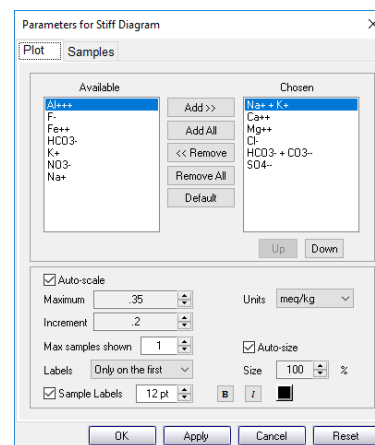 Parameters for Stiff Diagram
Plot Samples
Available Chosen
Al+++
F-
Fe++
HCO3-
K+
NO3-
Na+
Add >>
Add All
<< Remove
Remove All
Default
Na+ + K+
Ca++
Mg++
Cl-
HCO3- + CO3--
SO4--
Up Down
Auto-scale
Maximum .35 Units meq/kg
Increment .2
Max samples shown 1 Auto-size
Labels Only on the first Size 100 %
Sample Labels 12 pt B I
OK Apply Cancel Reset